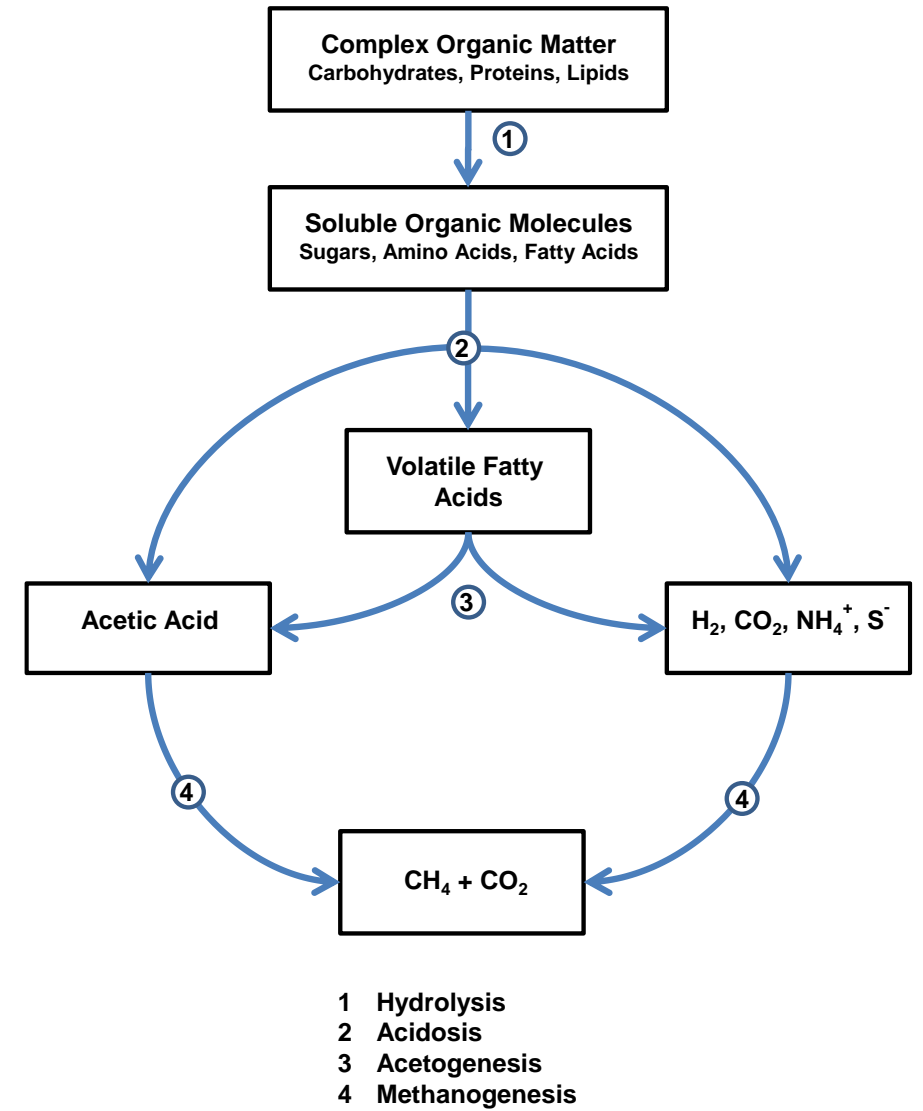 Complex Organic Matter
Carbohydrates, Proteins, Lipids
1
Soluble Organic Molecules
Sugars, Amino Acids, Fatty Acids
2
Volatile Fatty
Acids
3
Acetic Acid
H₂, CO₂, NH₄⁺, S⁻
4
4
CH₄ + CO₂
1 Hydrolysis
2 Acidosis
3 Acetogenesis
4 Methanogenesis